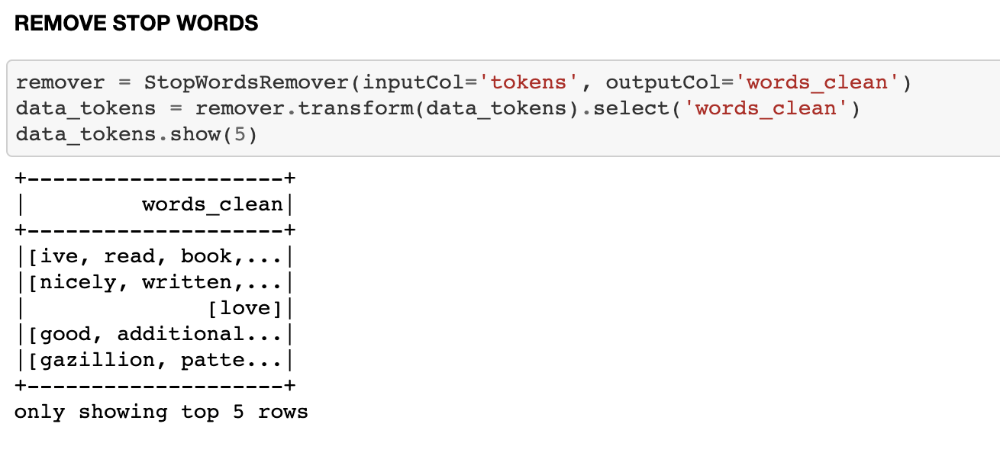 REMOVE STOP WORDS
remover = StopWordsRemover(inputCol='tokens', outputCol='words_clean')
data_tokens = remover.transform(data_tokens).select('words_clean')
data_tokens.show(5)
+--------------------+
|         words_clean|
+--------------------+
|[ive, read, book,...|
|[nicely, written,...|
|              [love]|
|[good, additional...|
|[gazillion, patte...|
+--------------------+
only showing top 5 rows